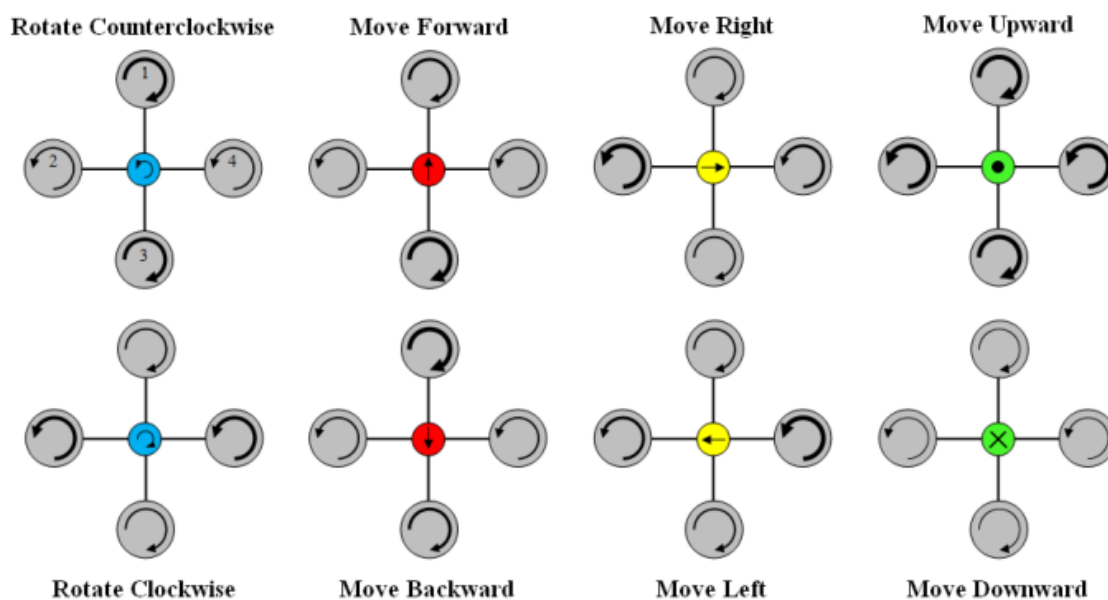 Rotate Counterclockwise
Move Forward
Move Right
Move Upward
1
2
4
3
Rotate Clockwise
Move Backward
Move Left
Move Downward